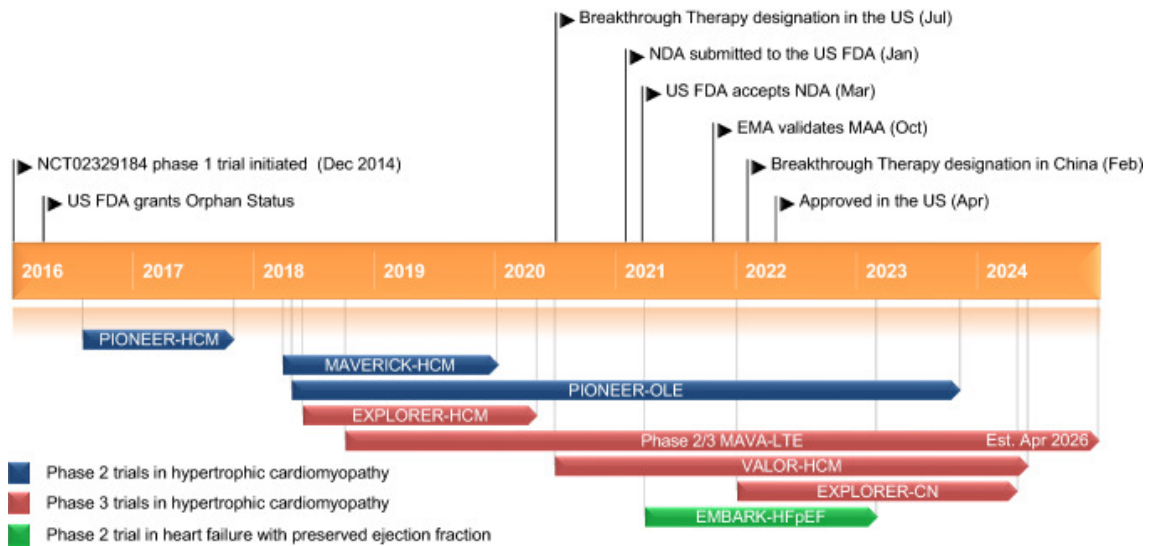 Breakthrough Therapy designation in the US (Jul)
NDA submitted to the US FDA (Jan)
US FDA accepts NDA (Mar)
EMA validates MAA (Oct)
NCT02329184 phase 1 trial initiated (Dec 2014)
Breakthrough Therapy designation in China (Feb)
US FDA grants Orphan Status
Approved in the US (Apr)
2016 2017 2018 2019 2020 2021 2022 2023 2024
PIONEER-HCM
MAVERICK-HCM
PIONEER-OLE
EXPLORER-HCM
Phase 2/3 MAVA-LTE Est. Apr 2026
VALOR-HCM
EXPLORER-CN
EMBARK-HFpEF
Phase 2 trials in hypertrophic cardiomyopathy
Phase 3 trials in hypertrophic cardiomyopathy
Phase 2 trial in heart failure with preserved ejection fraction